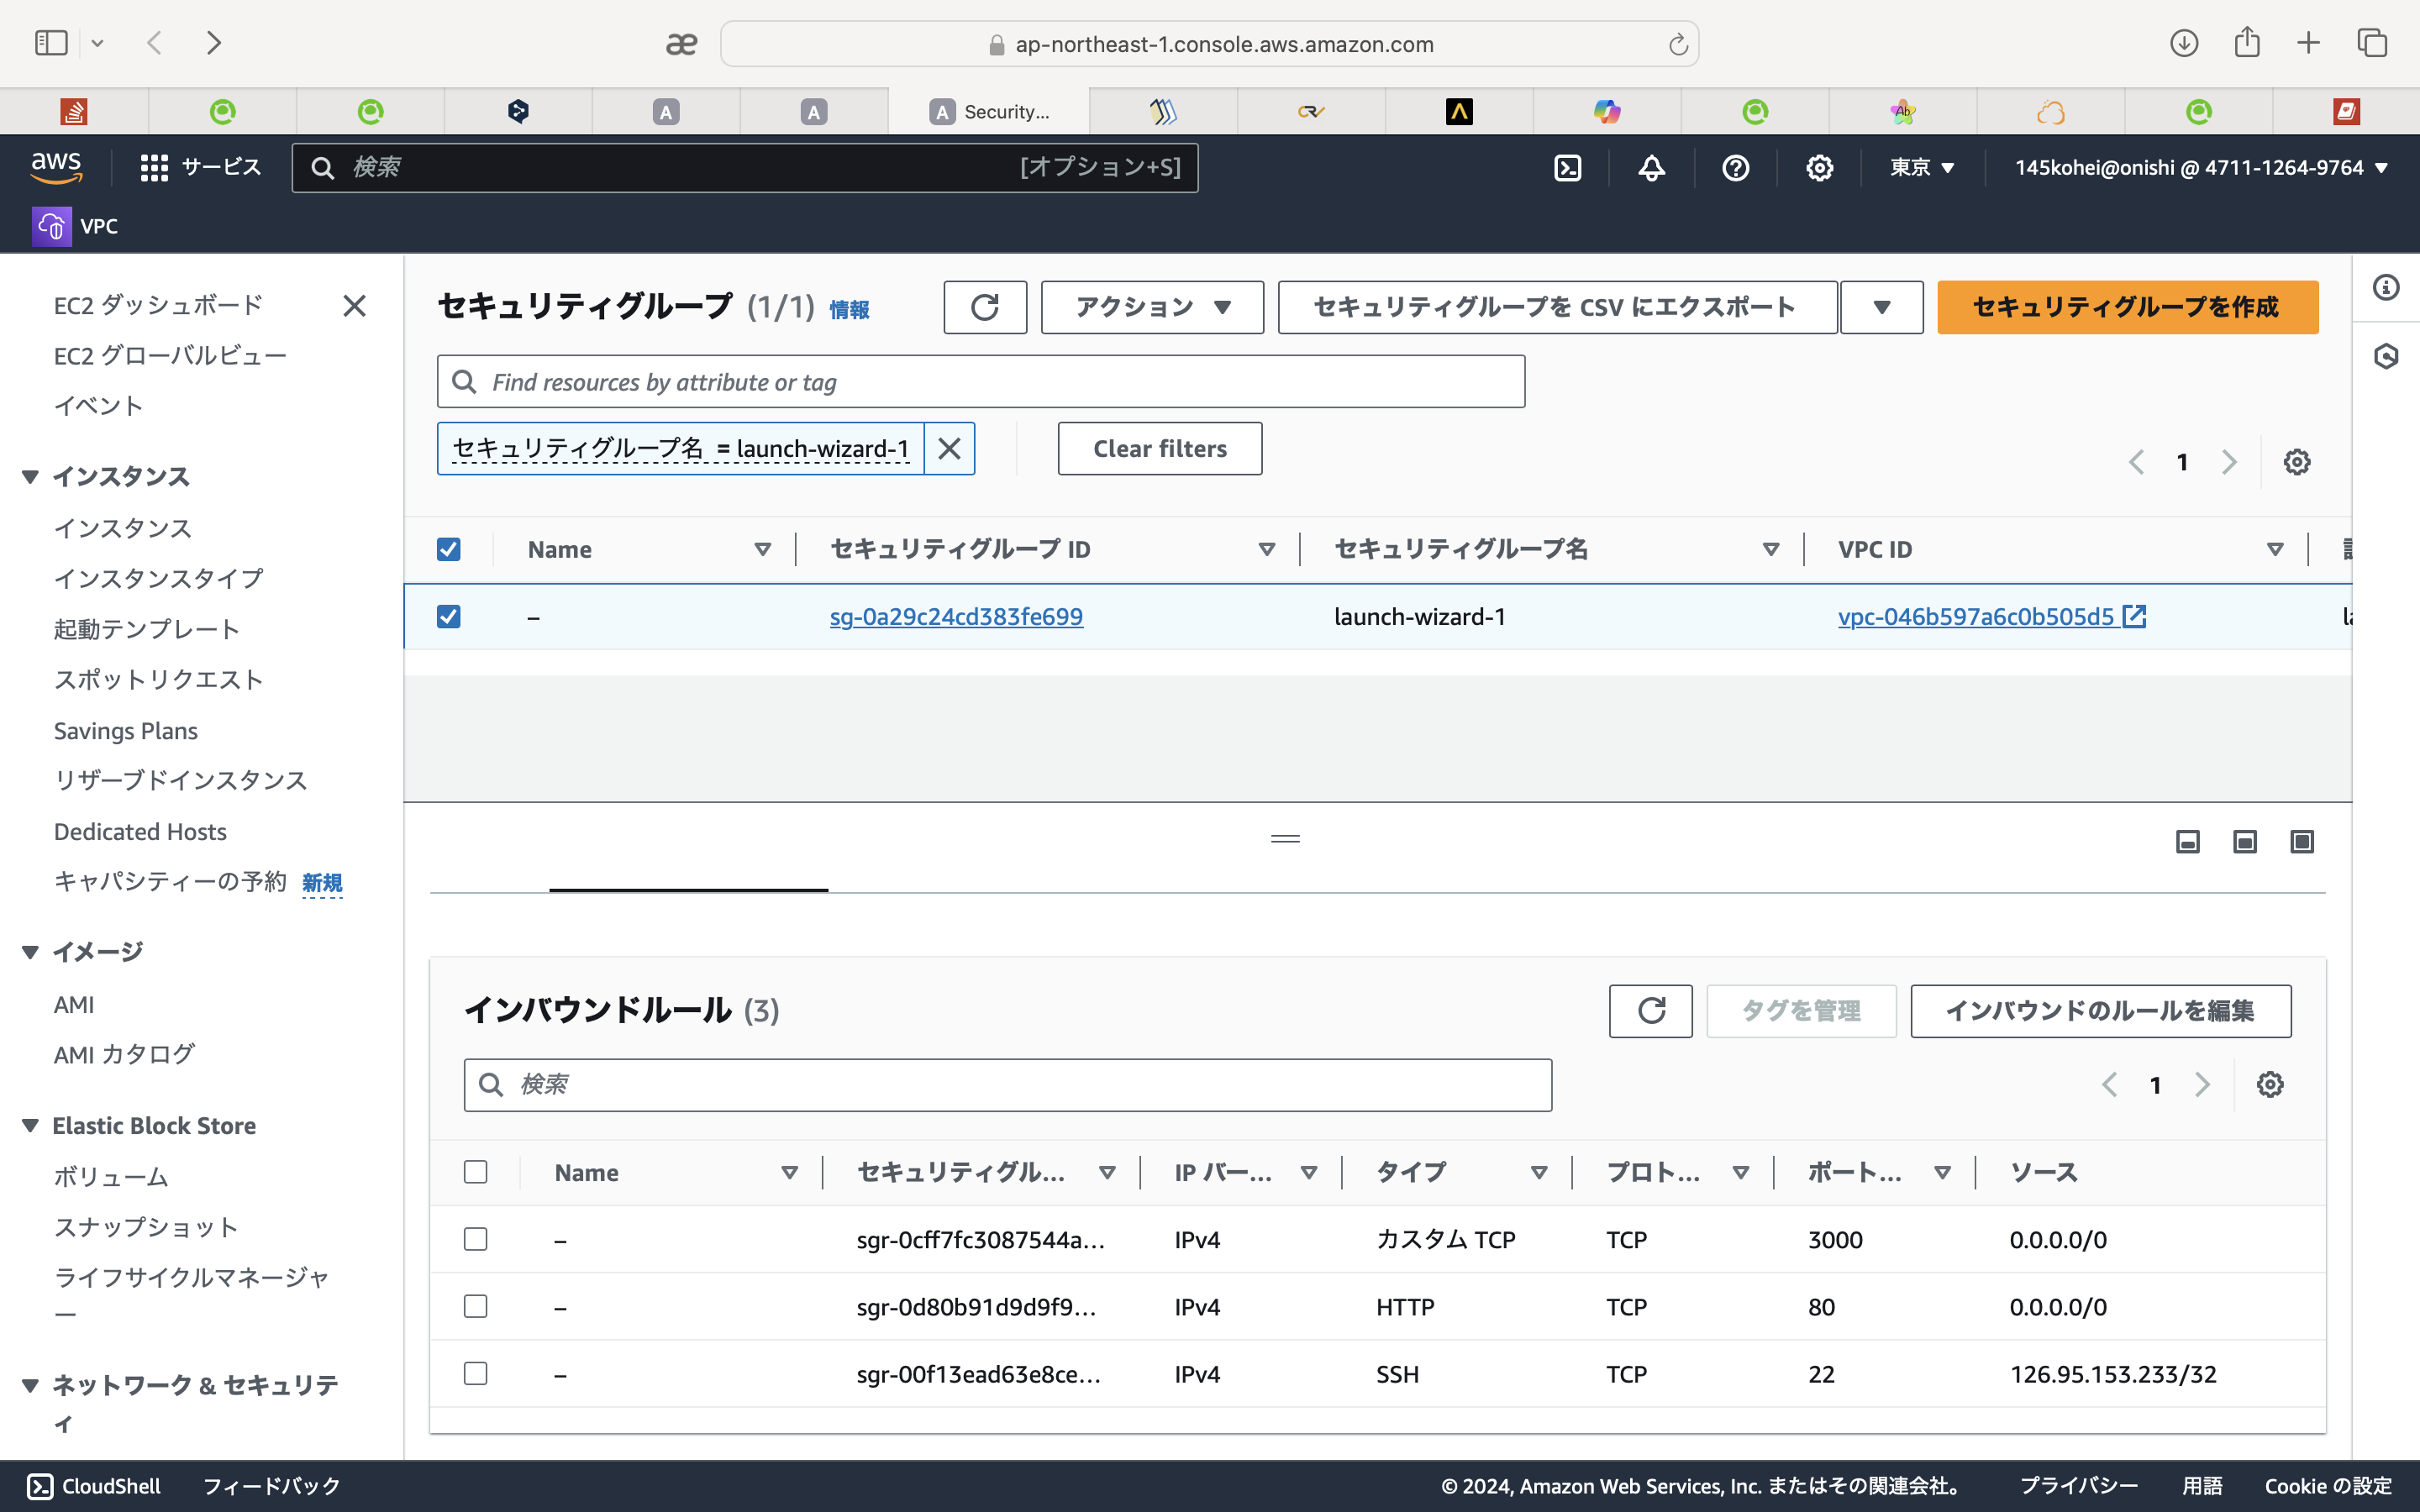 ap-northeast-1.console.aws.amazon.com
A
A
A Security...
aws
サービス
検索 [オプション+S]
東京
145kohei@onishi @ 4711-1264-9764
VPC
EC2 ダッシュボード
EC2 グローバルビュー
イベント
インスタンス
インスタンス
インスタンスタイプ
起動テンプレート
スポットリクエスト
Savings Plans
リザーブドインスタンス
Dedicated Hosts
キャパシティーの予約 新規
イメージ
AMI
AMI カタログ
Elastic Block Store
ボリューム
スナップショット
ライフサイクルマネージャ
ー
ネットワーク & セキュリテ
ィ
セキュリティグループ (1/1) 情報
アクション
セキュリティグループを CSV にエクスポート
セキュリティグループを作成
Find resources by attribute or tag
セキュリティグループ名 = launch-wizard-1
Clear filters
1
Name セキュリティグループ ID セキュリティグループ名 VPC ID
– sg-0a29c24cd383fe699 launch-wizard-1 vpc-046b597a6c0b505d5
インバウンドルール (3)
タグを管理
インバウンドのルールを編集
検索
1
Name セキュリティグル... IP バー... タイプ プロト... ポート... ソース
– sgr-0cff7fc3087544a... IPv4 カスタム TCP TCP 3000 0.0.0.0/0
– sgr-0d80b91d9d9f9... IPv4 HTTP TCP 80 0.0.0.0/0
– sgr-00f13ead63e8ce... IPv4 SSH TCP 22 126.95.153.233/32
CloudShell フィードバック © 2024, Amazon Web Services, Inc. またはその関連会社。 プライバシー 用語 Cookie の設定